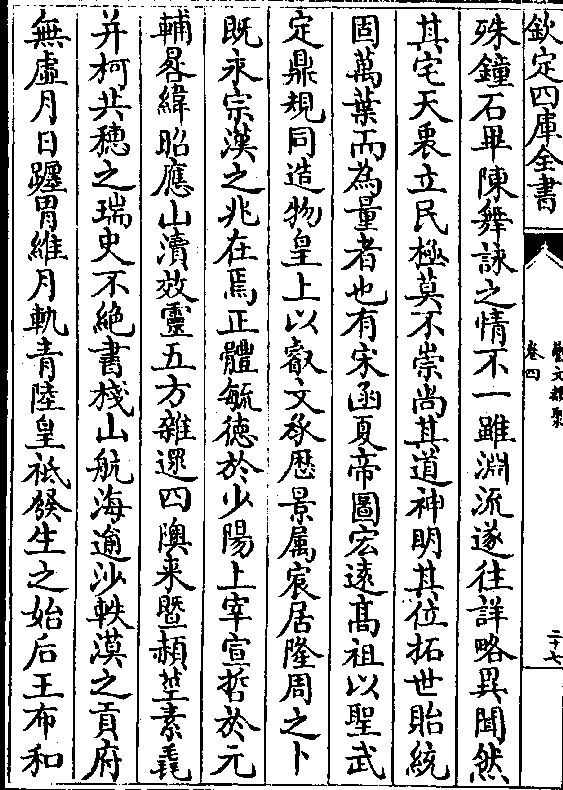 欽定四庫全書
藝文類聚
卷四
二十七
殊鐘石畢陳舞詠之情不一雖淵流遂往詳略異聞然
其宅天衷立民極莫不崇尚其道神明其位拓世貽統
固萬葉而為量者也有宋函夏帝圖宏遠髙祖以聖武
定鼎規同造物皇上以叡文承歴景属宸居隆周之卜
既永宗漢之兆在焉正體毓德於少陽上宰宣哲於元
輔晷緯昭應山瀆效靈五方雜遝四隩来暨赬莖素毳
并柯共穂之瑞史不絶書棧山航海逾沙軼漠之貢府
無虛月日躔胃維月軌青陸皇祇發生之始后王布和